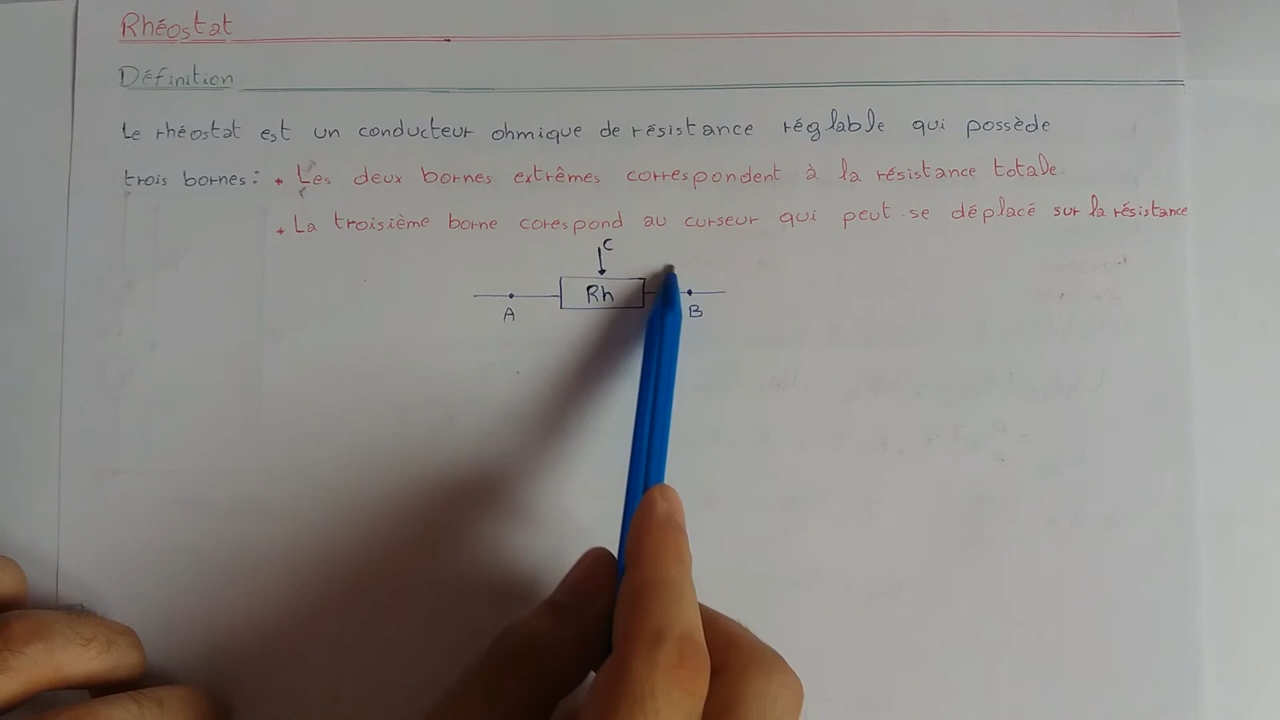 Rhéostat
Définition
Le rhéostat est un conducteur ohmique de résistance réglable qui possède
trois bornes: + Les deux bornes extrêmes correspondent à la résistance totale
+ La troisième borne corespond au curseur qui peut se déplacé sur la résistance
C
Rh
A
B